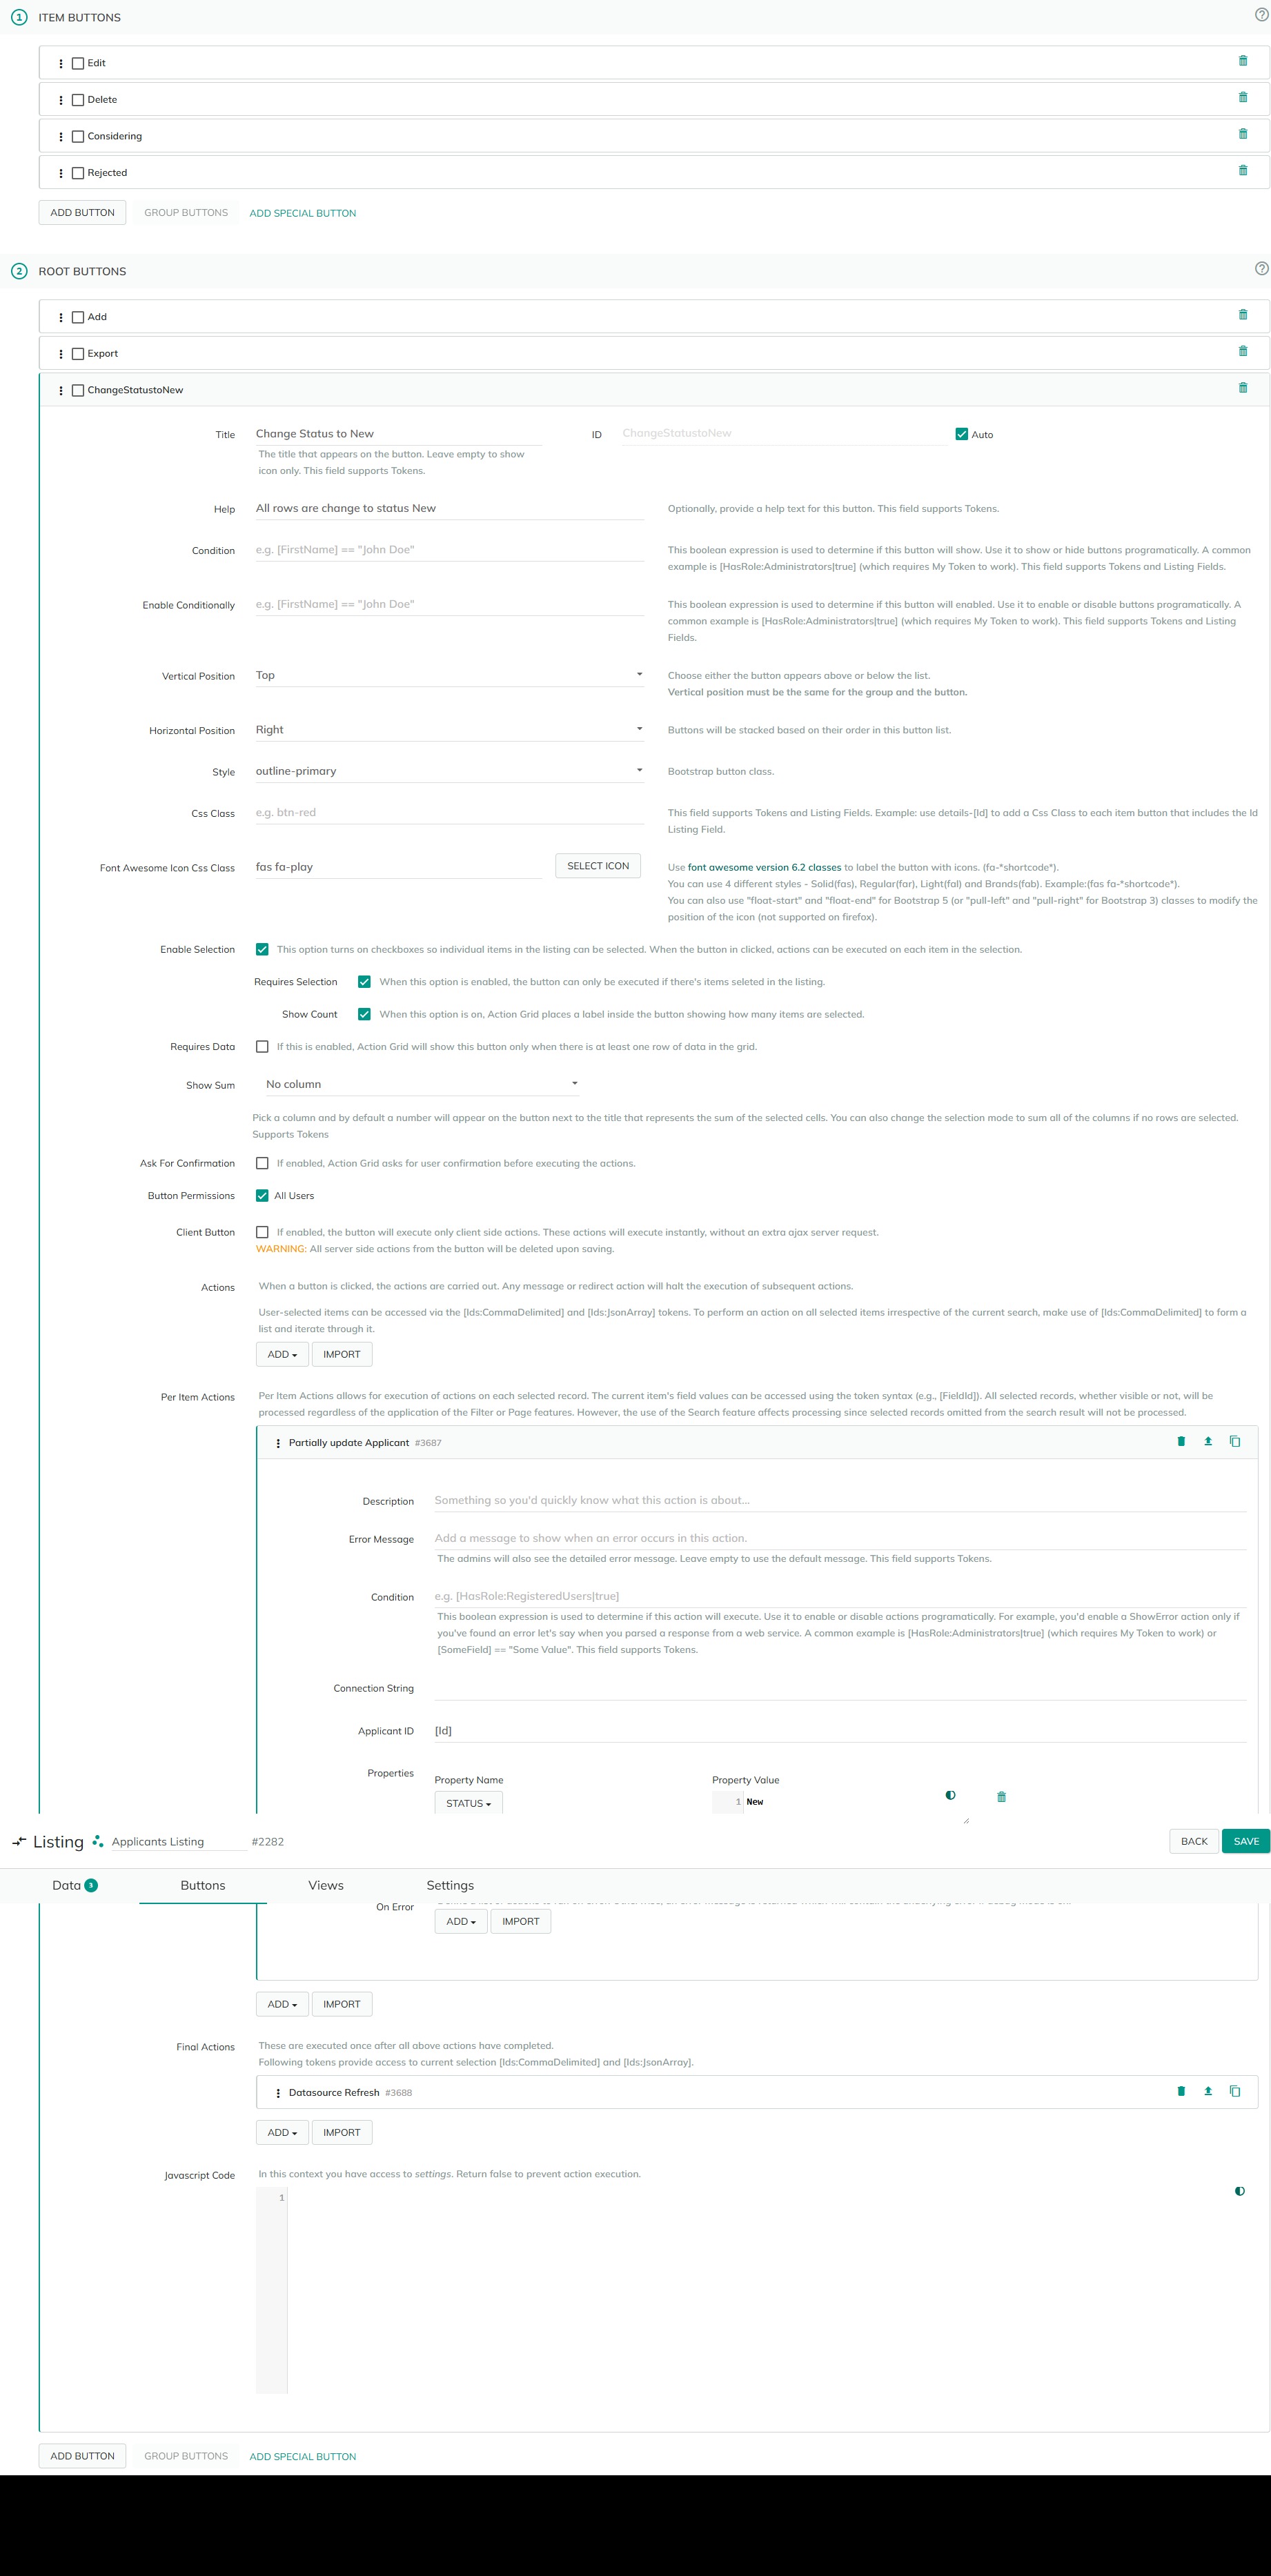 1 ITEM BUTTONS
Edit
Delete
Considering
Rejected
ADD BUTTON GROUP BUTTONS ADD SPECIAL BUTTON
2 ROOT BUTTONS
Add
Export
ChangeStatustoNew
Title Change Status to New ID ChangeStatustoNew Auto
The title that appears on the button. Leave empty to show
icon only. This field supports Tokens.
Help All rows are change to status New Optionally, provide a help text for this button. This field supports Tokens.
Condition e.g. [FirstName] == "John Doe" This boolean expression is used to determine if this button will show. Use it to show or hide buttons programatically. A common
example is [HasRole:Administrators|true] (which requires My Token to work). This field supports Tokens and Listing Fields.
Enable Conditionally e.g. [FirstName] == "John Doe" This boolean expression is used to determine if this button will enabled. Use it to enable or disable buttons programatically. A
common example is [HasRole:Administrators|true] (which requires My Token to work). This field supports Tokens and Listing
Fields.
Vertical Position Top Choose either the button appears above or below the list.
Vertical position must be the same for the group and the button.
Horizontal Position Right Buttons will be stacked based on their order in this button list.
Style outline-primary Bootstrap button class.
Css Class e.g. btn-red This field supports Tokens and Listing Fields. Example: use details-[Id] to add a Css Class to each item button that includes the Id
Listing Field.
Font Awesome Icon Css Class fas fa-play SELECT ICON Use font awesome version 6.2 classes to label the button with icons. (fa-*shortcode*).
You can use 4 different styles - Solid(fas), Regular(far), Light(fal) and Brands(fab). Example:(fas fa-*shortcode*).
You can also use "float-start" and "float-end" for Bootstrap 5 (or "pull-left" and "pull-right" for Bootstrap 3) classes to modify the
position of the icon (not supported on firefox).
Enable Selection This option turns on checkboxes so individual items in the listing can be selected. When the button in clicked, actions can be executed on each item in the selection.
Requires Selection When this option is enabled, the button can only be executed if there's items seleted in the listing.
Show Count When this option is on, Action Grid places a label inside the button showing how many items are selected.
Requires Data If this is enabled, Action Grid will show this button only when there is at least one row of data in the grid.
Show Sum No column
Pick a column and by default a number will appear on the button next to the title that represents the sum of the selected cells. You can also change the selection mode to sum all of the columns if no rows are selected.
Supports Tokens
Ask For Confirmation If enabled, Action Grid asks for user confirmation before executing the actions.
Button Permissions All Users
Client Button If enabled, the button will execute only client side actions. These actions will execute instantly, without an extra ajax server request.
WARNING: All server side actions from the button will be deleted upon saving.
Actions When a button is clicked, the actions are carried out. Any message or redirect action will halt the execution of subsequent actions.
User-selected items can be accessed via the [Ids:CommaDelimited] and [Ids:JsonArray] tokens. To perform an action on all selected items irrespective of the current search, make use of [Ids:CommaDelimited] to form a
list and iterate through it.
ADD IMPORT
Per Item Actions Per Item Actions allows for execution of actions on each selected record. The current item's field values can be accessed using the token syntax (e.g., [FieldId]). All selected records, whether visible or not, will be
processed regardless of the application of the Filter or Page features. However, the use of the Search feature affects processing since selected records omitted from the search result will not be processed.
Partially update Applicant #3687
Description Something so you'd quickly know what this action is about...
Error Message Add a message to show when an error occurs in this action.
The admins will also see the detailed error message. Leave empty to use the default message. This field supports Tokens.
Condition e.g. [HasRole:RegisteredUsers|true]
This boolean expression is used to determine if this action will execute. Use it to enable or disable actions programatically. For example, you'd enable a ShowError action only if
you've found an error let's say when you parsed a response from a web service. A common example is [HasRole:Administrators|true] (which requires My Token to work) or
[SomeField] == "Some Value". This field supports Tokens.
Connection String
Applicant ID [Id]
Properties Property Name Property Value
STATUS 1 New
Listing Applicants Listing #2282 BACK SAVE
Data 3 Buttons Views Settings
On Error
ADD IMPORT
ADD IMPORT
Final Actions These are executed once after all above actions have completed.
Following tokens provide access to current selection [Ids:CommaDelimited] and [Ids:JsonArray].
Datasource Refresh #3688
ADD IMPORT
Javascript Code In this context you have access to settings. Return false to prevent action execution.
1
ADD BUTTON GROUP BUTTONS ADD SPECIAL BUTTON